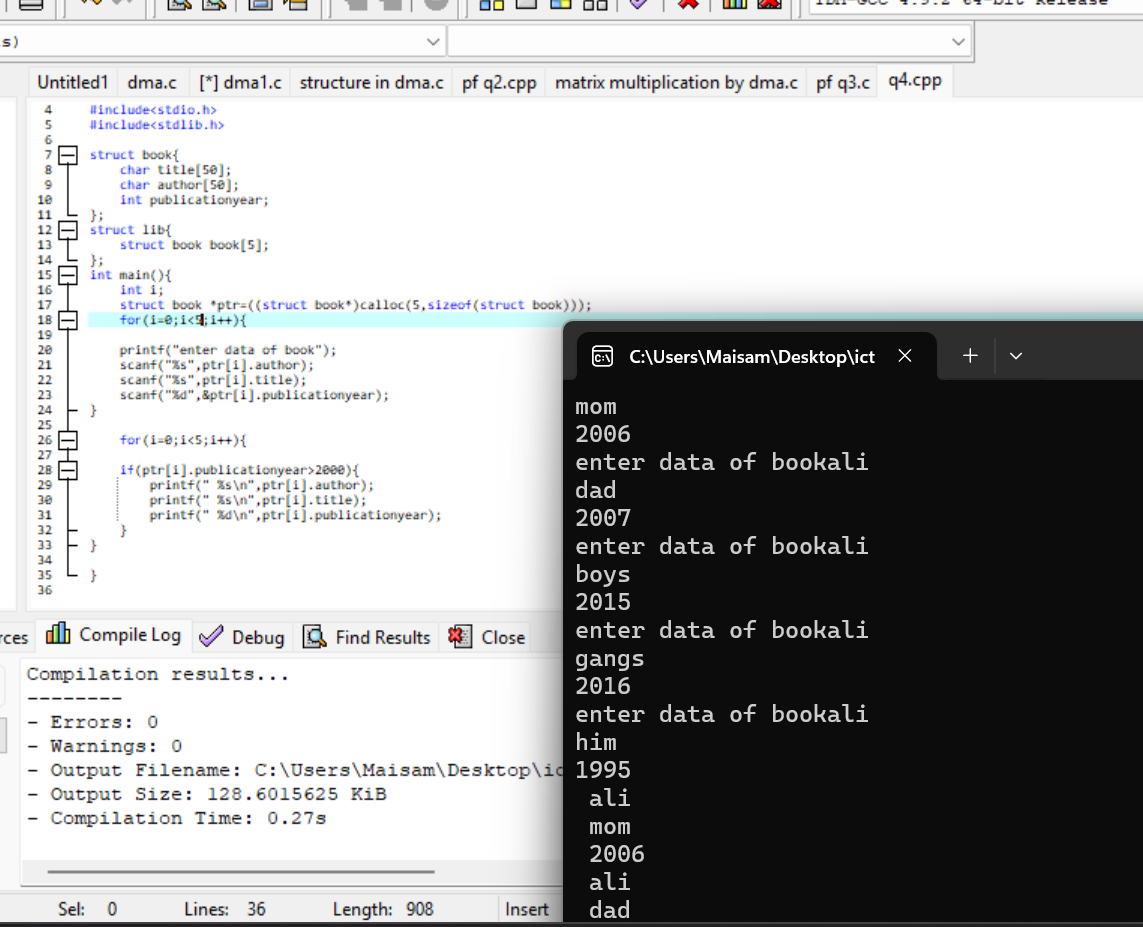 TDM-GCC 4.9.2 64-bit Release
s)
Untitled1 dma.c [*] dma1.c structure in dma.c pf q2.cpp matrix multiplication by dma.c pf q3.c q4.cpp
4 #include<stdio.h>
5 #include<stdlib.h>
6
7 struct book{
8 char title[50];
9 char author[50];
10 int publicationyear;
11 };
12 struct lib{
13 struct book book[5];
14 };
15 int main(){
16 int i;
17 struct book *ptr=((struct book*)calloc(5,sizeof(struct book)));
18 for(i=0;i<5;i++){
19
20 printf("enter data of book");
21 scanf("%s",ptr[i].author);
22 scanf("%s",ptr[i].title);
23 scanf("%d",&ptr[i].publicationyear);
24 }
25
26 for(i=0;i<5;i++){
27
28 if(ptr[i].publicationyear>2000){
29 printf(" %s\n",ptr[i].author);
30 printf(" %s\n",ptr[i].title);
31 printf(" %d\n",ptr[i].publicationyear);
32 }
33 }
34
35 }
36
C:\Users\Maisam\Desktop\ict
mom
2006
enter data of bookali
dad
2007
enter data of bookali
boys
2015
enter data of bookali
gangs
2016
enter data of bookali
him
1995
ali
mom
2006
ali
dad
rces Compile Log Debug Find Results Close
Compilation results...
--------
- Errors: 0
- Warnings: 0
- Output Filename: C:\Users\Maisam\Desktop\ic
- Output Size: 128.6015625 KiB
- Compilation Time: 0.27s
Sel: 0 Lines: 36 Length: 908 Insert